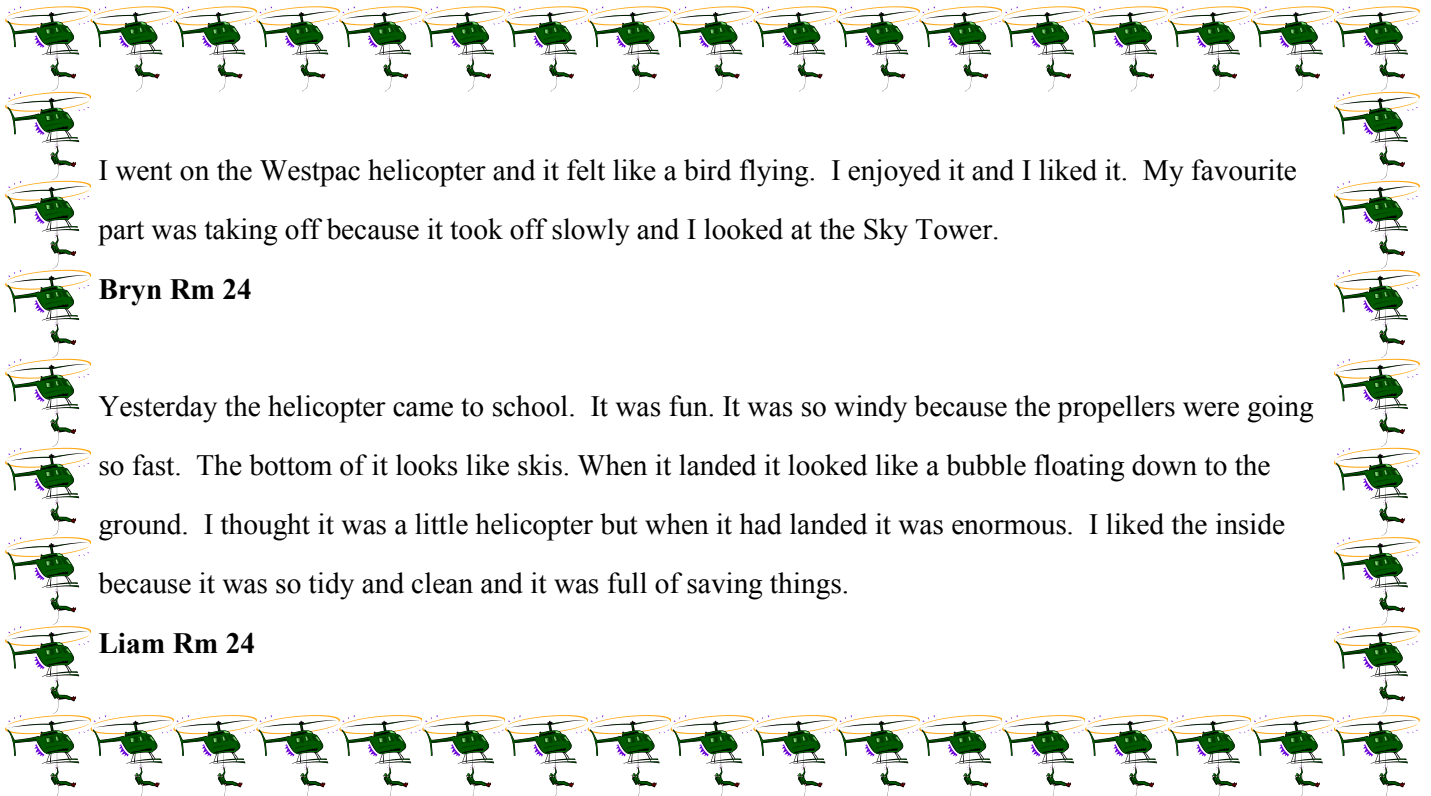 I went on the Westpac helicopter and it felt like a bird flying.  I enjoyed it and I liked it.  My favourite
part was taking off because it took off slowly and I looked at the Sky Tower.
Bryn Rm 24
Yesterday the helicopter came to school.  It was fun. It was so windy because the propellers were going
so fast.  The bottom of it looks like skis. When it landed it looked like a bubble floating down to the
ground.  I thought it was a little helicopter but when it had landed it was enormous.  I liked the inside
because it was so tidy and clean and it was full of saving things.
Liam Rm 24